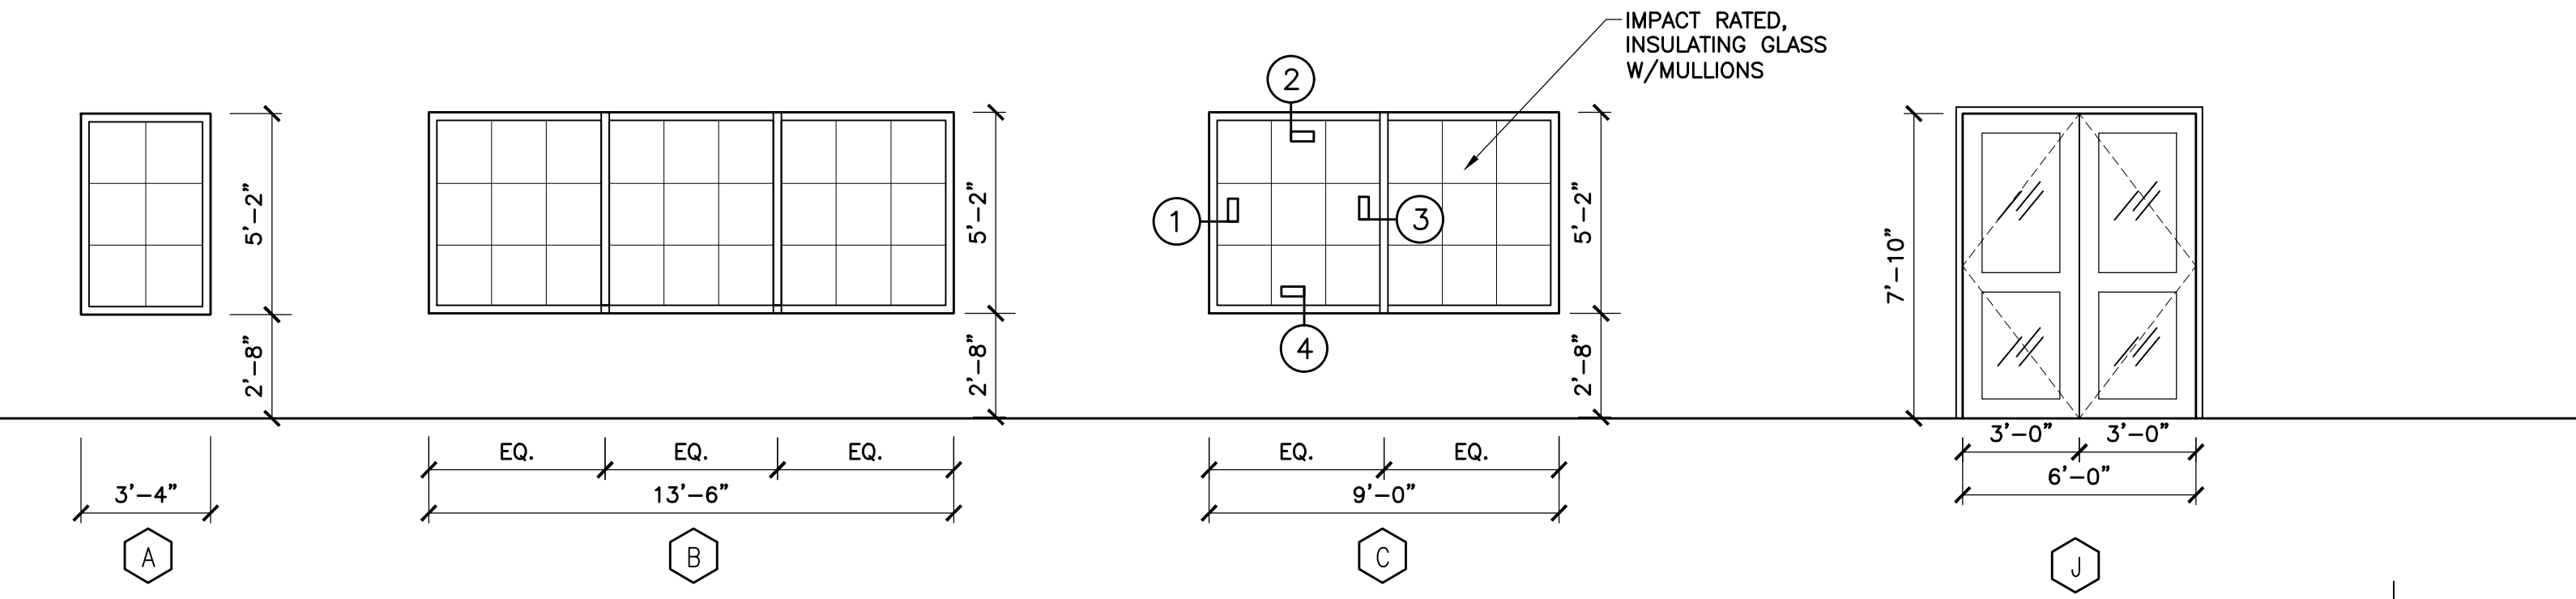 IMPACT RATED,
INSULATING GLASS
W/MULLIONS
2
1
3
4
5'-2"
2'-8"
5'-2"
2'-8"
5'-2"
2'-8"
7'-10"
EQ. EQ. EQ.
13'-6"
3'-4"
EQ. EQ.
9'-0"
3'-0" 3'-0"
6'-0"
A
B
C
J